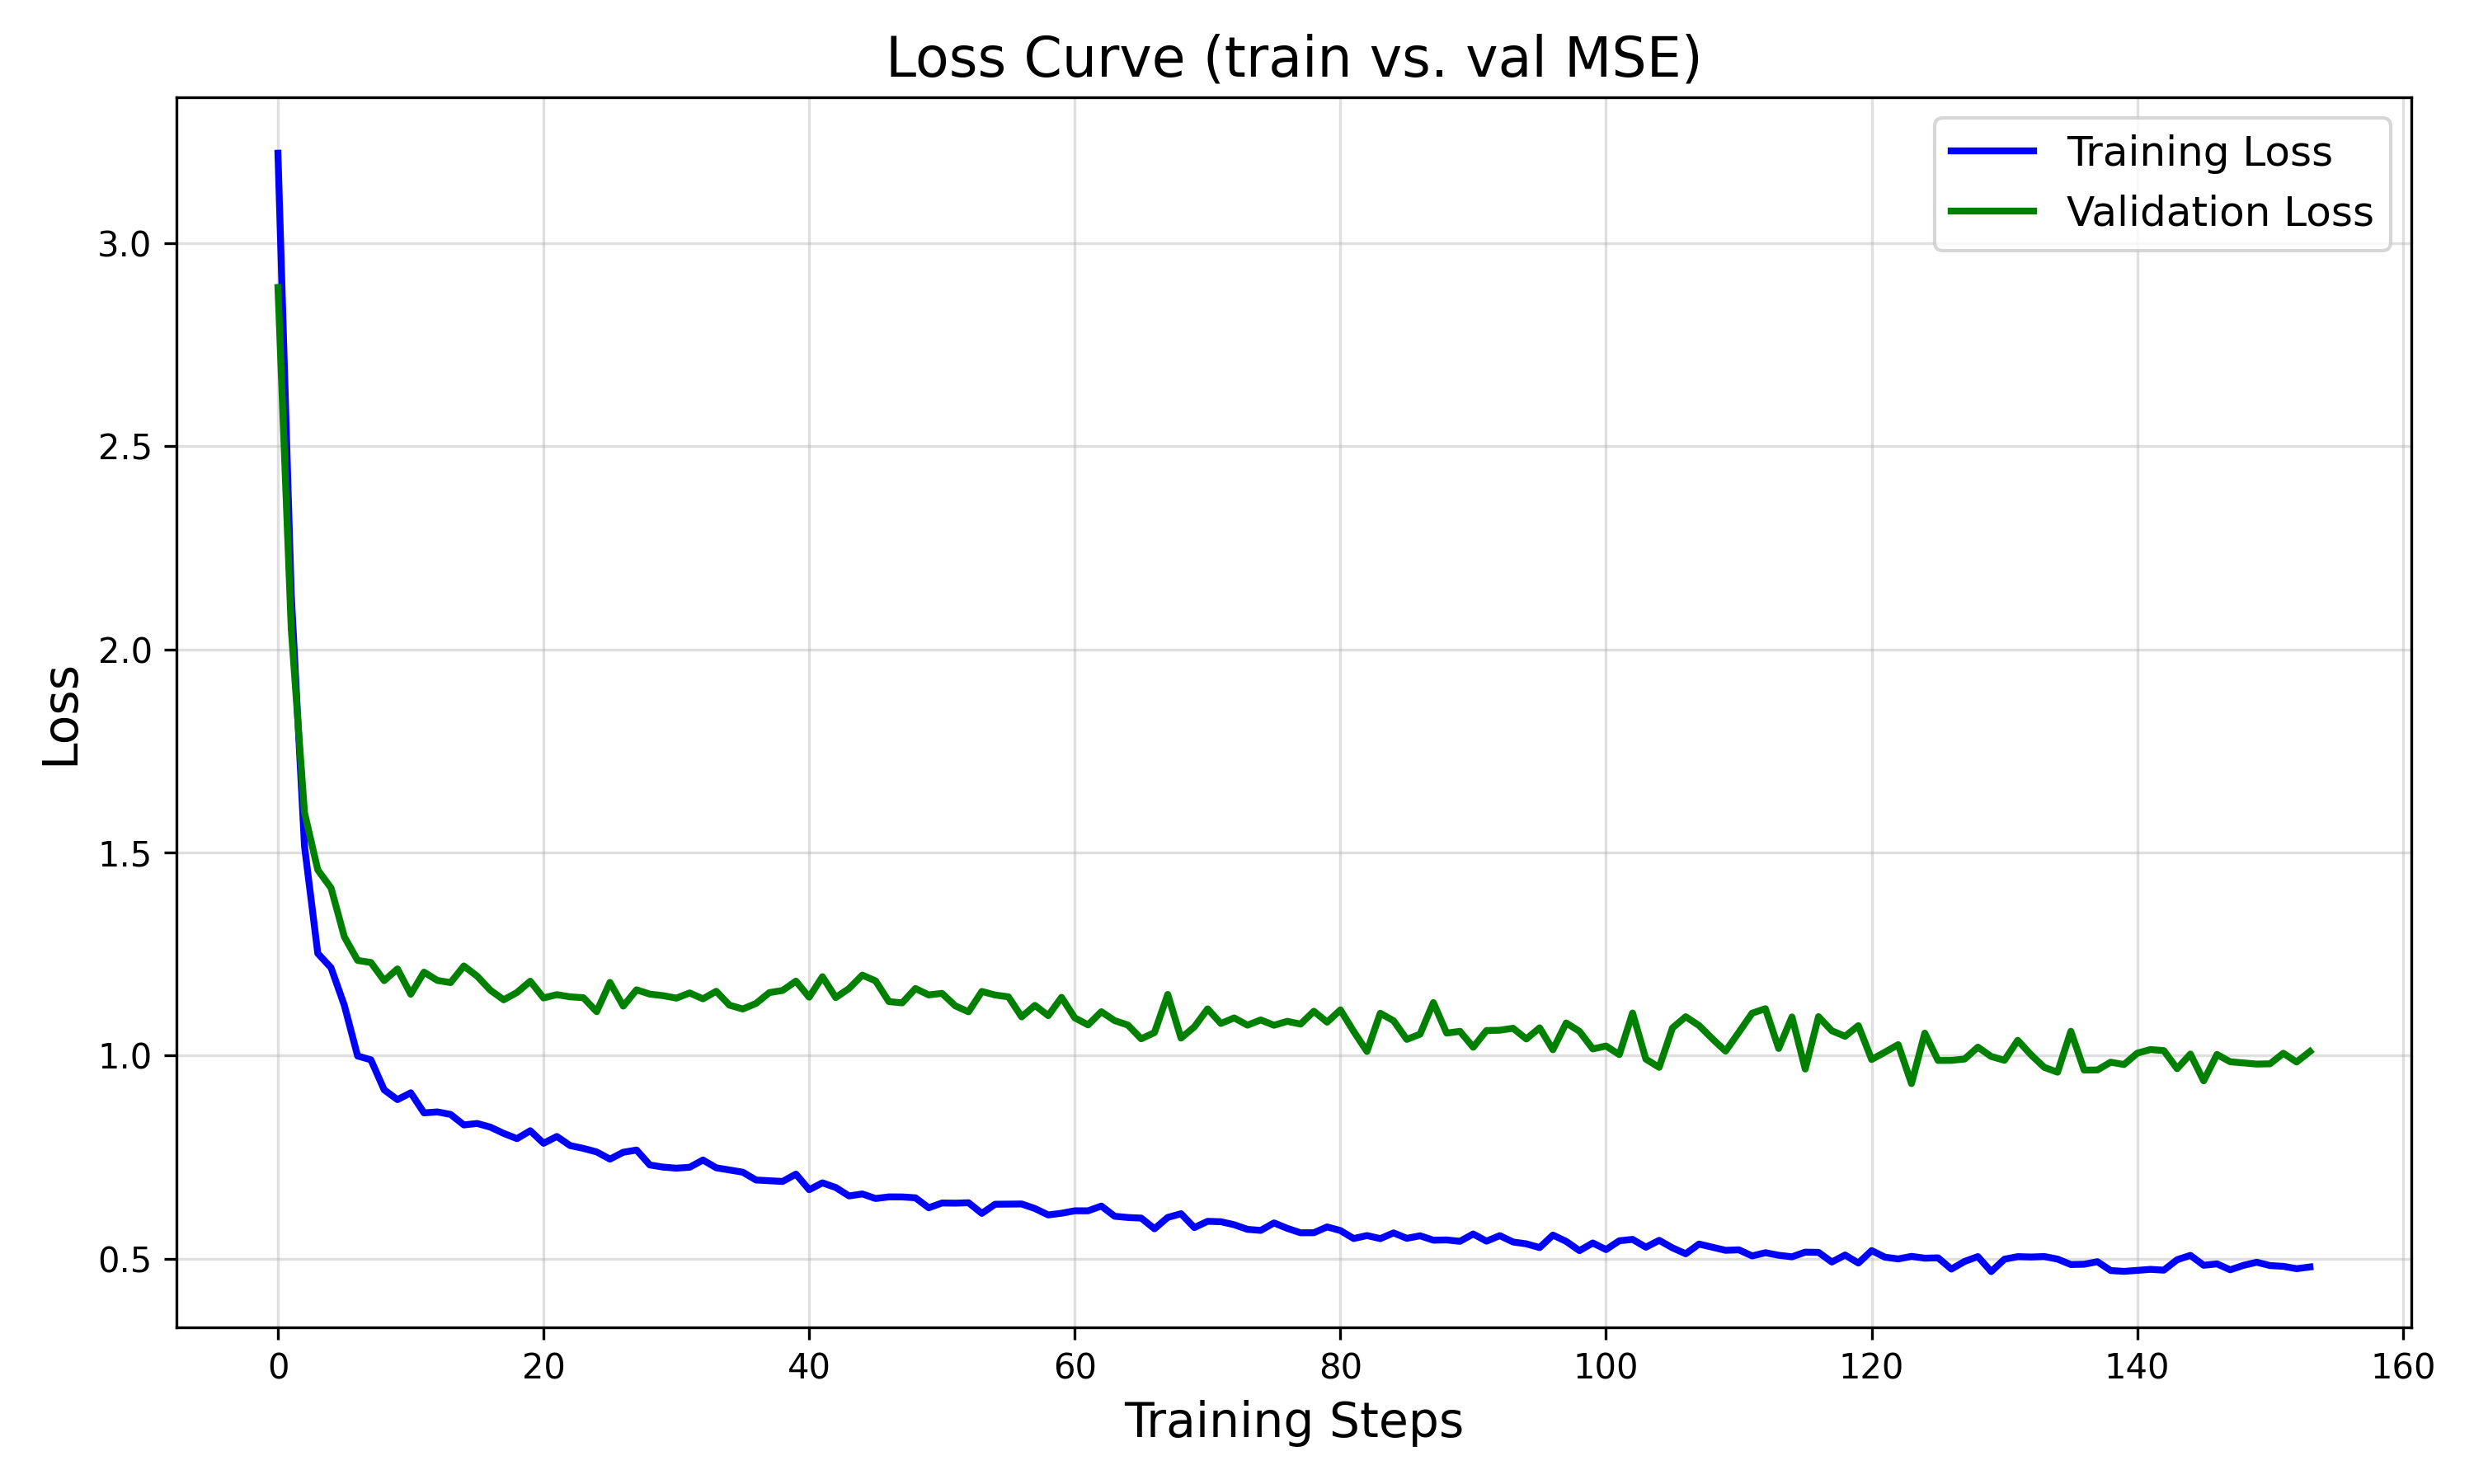 Loss Curve (train vs. val MSE)
Training Loss
Validation Loss
3.0
2.5
2.0
1.5
1.0
0.5
Loss
0 20 40 60 80 100 120 140 160
Training Steps